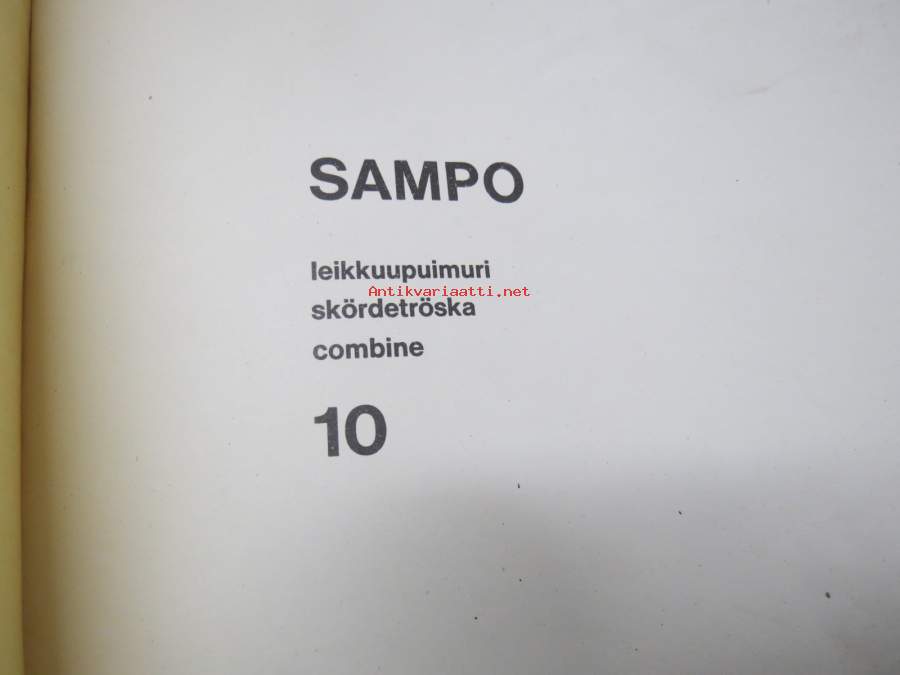 SAMPO
leikkuupuimuri
Antikvariaatti.net
skördetröska
combine
10